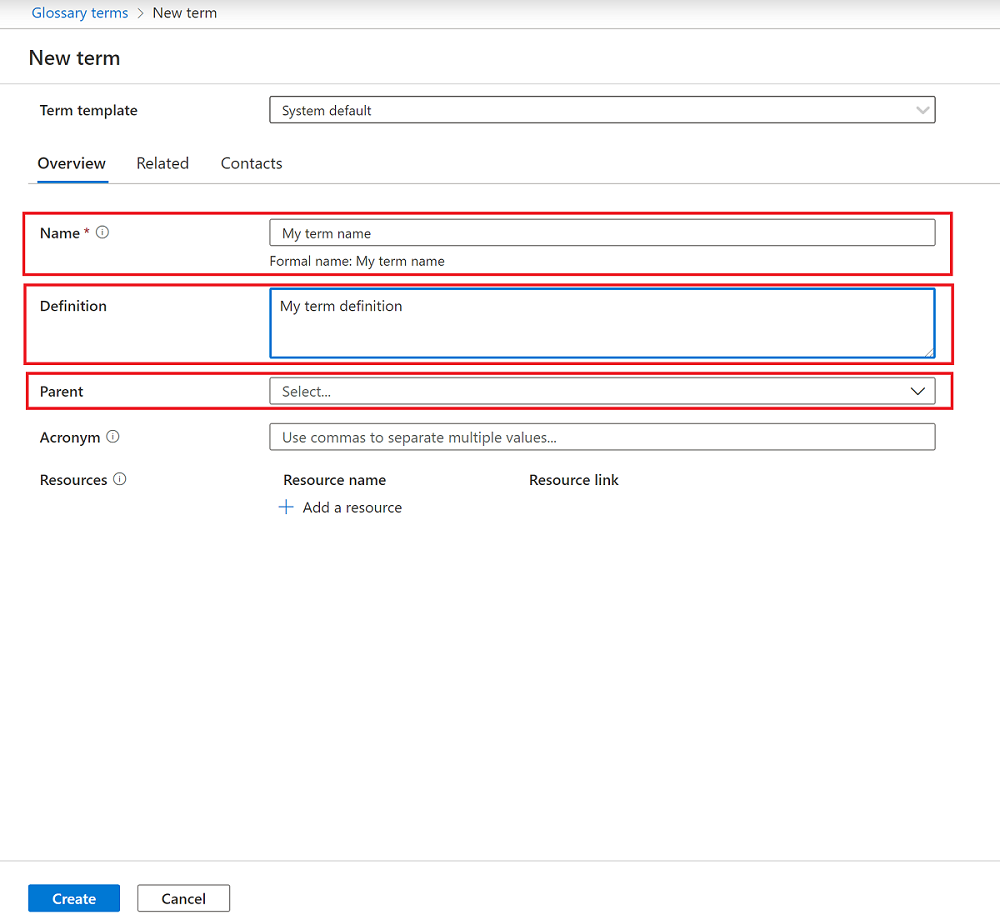 Glossary terms > New term
New term
Term template System default
Overview Related Contacts
Name * My term name
Formal name: My term name
Definition My term definition
Parent Select...
Acronym Use commas to separate multiple values...
Resources Resource name Resource link
+ Add a resource
Create Cancel